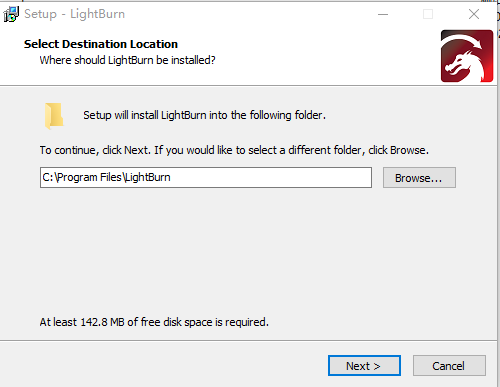 Setup - LightBurn
Select Destination Location
Where should LightBurn be installed?
Setup will install LightBurn into the following folder.
To continue, click Next. If you would like to select a different folder, click Browse.
C:\Program Files\LightBurn
Browse...
At least 142.8 MB of free disk space is required.
Next >
Cancel